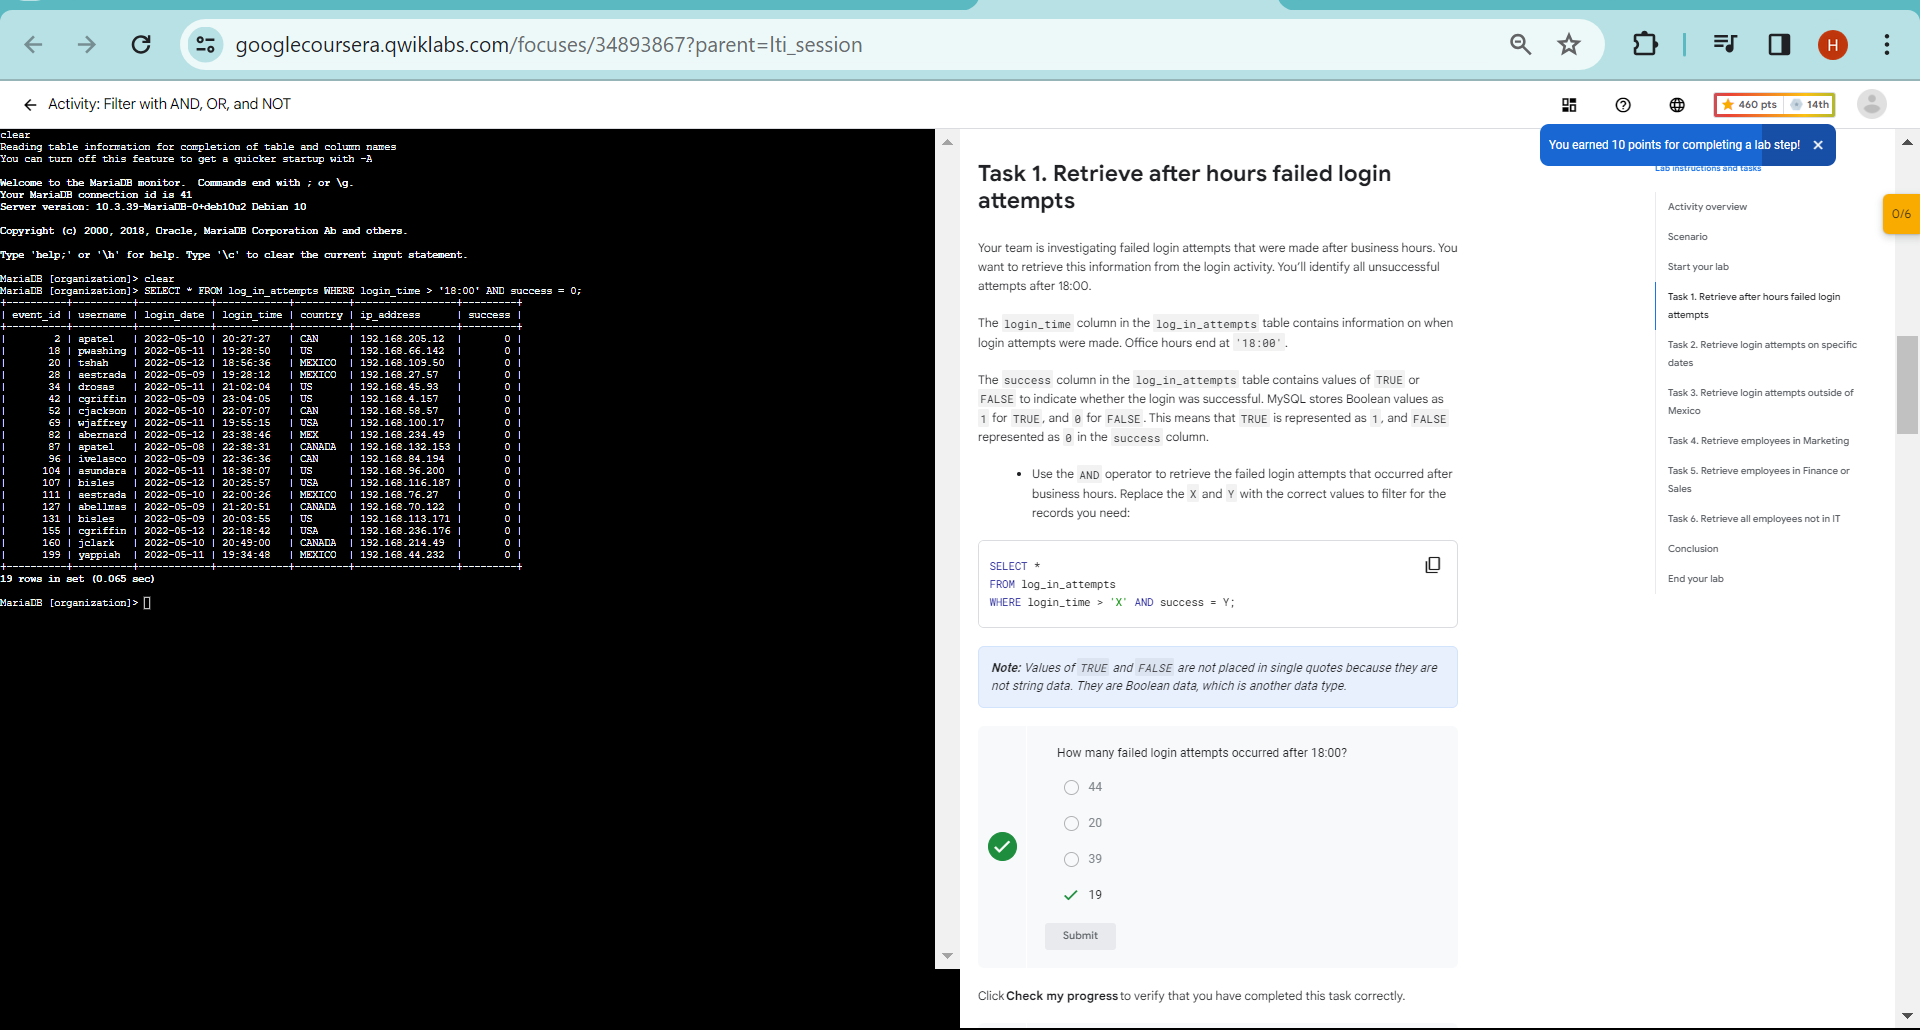 googlecoursera.qwiklabs.com/focuses/34893867?parent=lti_session
H
Activity: Filter with AND, OR, and NOT
460 pts
14th
You earned 10 points for completing a lab step!
clear
Reading table information for completion of table and column names
You can turn off this feature to get a quicker startup with -A
Welcome to the MariaDB monitor.  Commands end with ; or \g.
Your MariaDB connection id is 41
Server version: 10.3.39-MariaDB-0+deb10u2 Debian 10
Copyright (c) 2000, 2018, Oracle, MariaDB Corporation Ab and others.
Type 'help;' or '\h' for help. Type '\c' to clear the current input statement.
MariaDB [organization]> clear
MariaDB [organization]> SELECT * FROM log_in_attempts WHERE login_time > '18:00' AND success = 0;
+----------+----------+------------+------------+---------+-----------------+---------+
| event_id | username | login_date | login_time | country | ip_address      | success |
+----------+----------+------------+------------+---------+-----------------+---------+
|        2 | apatel   | 2022-05-10 | 20:27:27   | CAN     | 192.168.205.12  |       0 |
|       18 | pwashing | 2022-05-11 | 19:28:50   | US      | 192.168.66.142  |       0 |
|       20 | tshah    | 2022-05-12 | 18:56:36   | MEXICO  | 192.168.109.50  |       0 |
|       28 | aestrada | 2022-05-09 | 19:28:12   | MEXICO  | 192.168.27.57   |       0 |
|       34 | drosas   | 2022-05-11 | 21:02:04   | US      | 192.168.45.93   |       0 |
|       42 | cgriffin | 2022-05-09 | 23:04:05   | US      | 192.168.4.157   |       0 |
|       52 | cjackson | 2022-05-10 | 22:07:07   | CAN     | 192.168.58.57   |       0 |
|       69 | wjaffrey | 2022-05-11 | 19:55:15   | USA     | 192.168.100.17  |       0 |
|       82 | abernard | 2022-05-12 | 23:38:46   | MEX     | 192.168.234.49  |       0 |
|       87 | apatel   | 2022-05-08 | 22:38:31   | CANADA  | 192.168.132.153 |       0 |
|       96 | ivelasco | 2022-05-09 | 22:36:36   | CAN     | 192.168.84.194  |       0 |
|      104 | asundara | 2022-05-11 | 18:38:07   | US      | 192.168.96.200  |       0 |
|      107 | bisles   | 2022-05-12 | 20:25:57   | USA     | 192.168.116.187 |       0 |
|      111 | aestrada | 2022-05-10 | 22:00:26   | MEXICO  | 192.168.76.27   |       0 |
|      127 | abellmas | 2022-05-09 | 21:20:51   | CANADA  | 192.168.70.122  |       0 |
|      131 | bisles   | 2022-05-09 | 20:03:55   | US      | 192.168.113.171 |       0 |
|      155 | cgriffin | 2022-05-12 | 22:18:42   | USA     | 192.168.236.176 |       0 |
|      160 | jclark   | 2022-05-10 | 20:49:00   | CANADA  | 192.168.214.49  |       0 |
|      199 | yappiah  | 2022-05-11 | 19:34:48   | MEXICO  | 192.168.44.232  |       0 |
+----------+----------+------------+------------+---------+-----------------+---------+
19 rows in set (0.065 sec)
MariaDB [organization]>
Task 1. Retrieve after hours failed login
attempts
Your team is investigating failed login attempts that were made after business hours. You
want to retrieve this information from the login activity. You'll identify all unsuccessful
attempts after 18:00.
The login_time column in the log_in_attempts table contains information on when
login attempts were made. Office hours end at '18:00'.
The success column in the log_in_attempts table contains values of TRUE or
FALSE to indicate whether the login was successful. MySQL stores Boolean values as
1 for TRUE, and 0 for FALSE. This means that TRUE is represented as 1, and FALSE
represented as 0 in the success column.
• Use the AND operator to retrieve the failed login attempts that occurred after
business hours. Replace the X and Y with the correct values to filter for the
records you need:
SELECT *
FROM log_in_attempts
WHERE login_time > 'X' AND success = Y;
Note: Values of TRUE and FALSE are not placed in single quotes because they are
not string data. They are Boolean data, which is another data type.
How many failed login attempts occurred after 18:00?
44
20
39
19
Submit
Click Check my progress to verify that you have completed this task correctly.
Lab instructions and tasks
Activity overview
Scenario
Start your lab
Task 1. Retrieve after hours failed login
attempts
Task 2. Retrieve login attempts on specific
dates
Task 3. Retrieve login attempts outside of
Mexico
Task 4. Retrieve employees in Marketing
Task 5. Retrieve employees in Finance or
Sales
Task 6. Retrieve all employees not in IT
Conclusion
End your lab
0/6